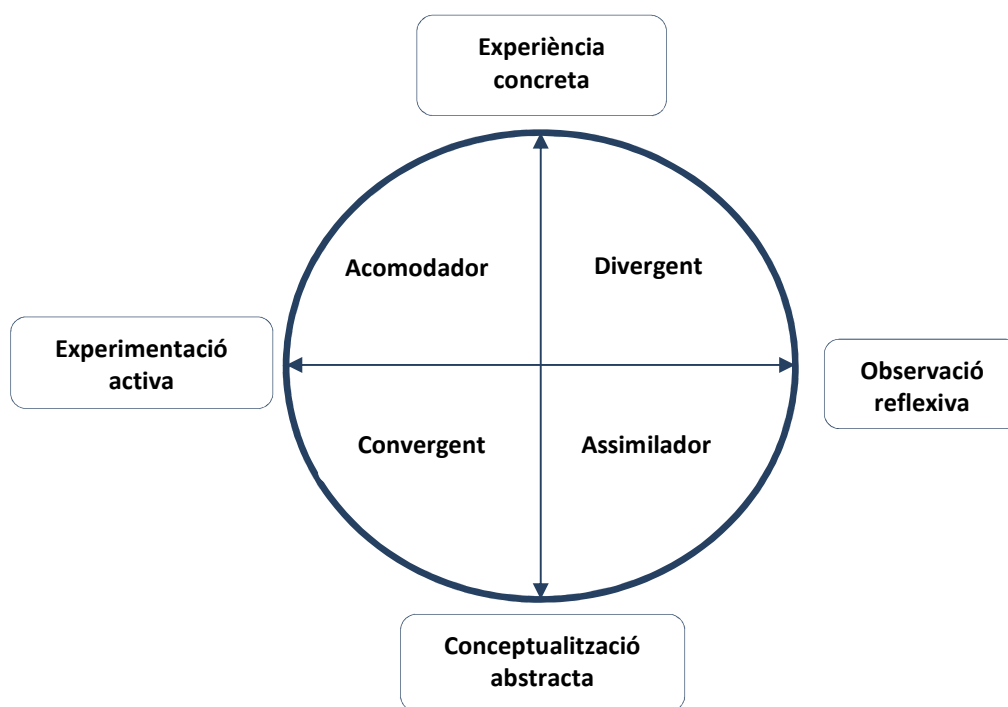 Experiència
concreta
Acomodador
Divergent
Experimentació
activa
Observació
reflexiva
Convergent
Assimilador
Conceptualització
abstracta